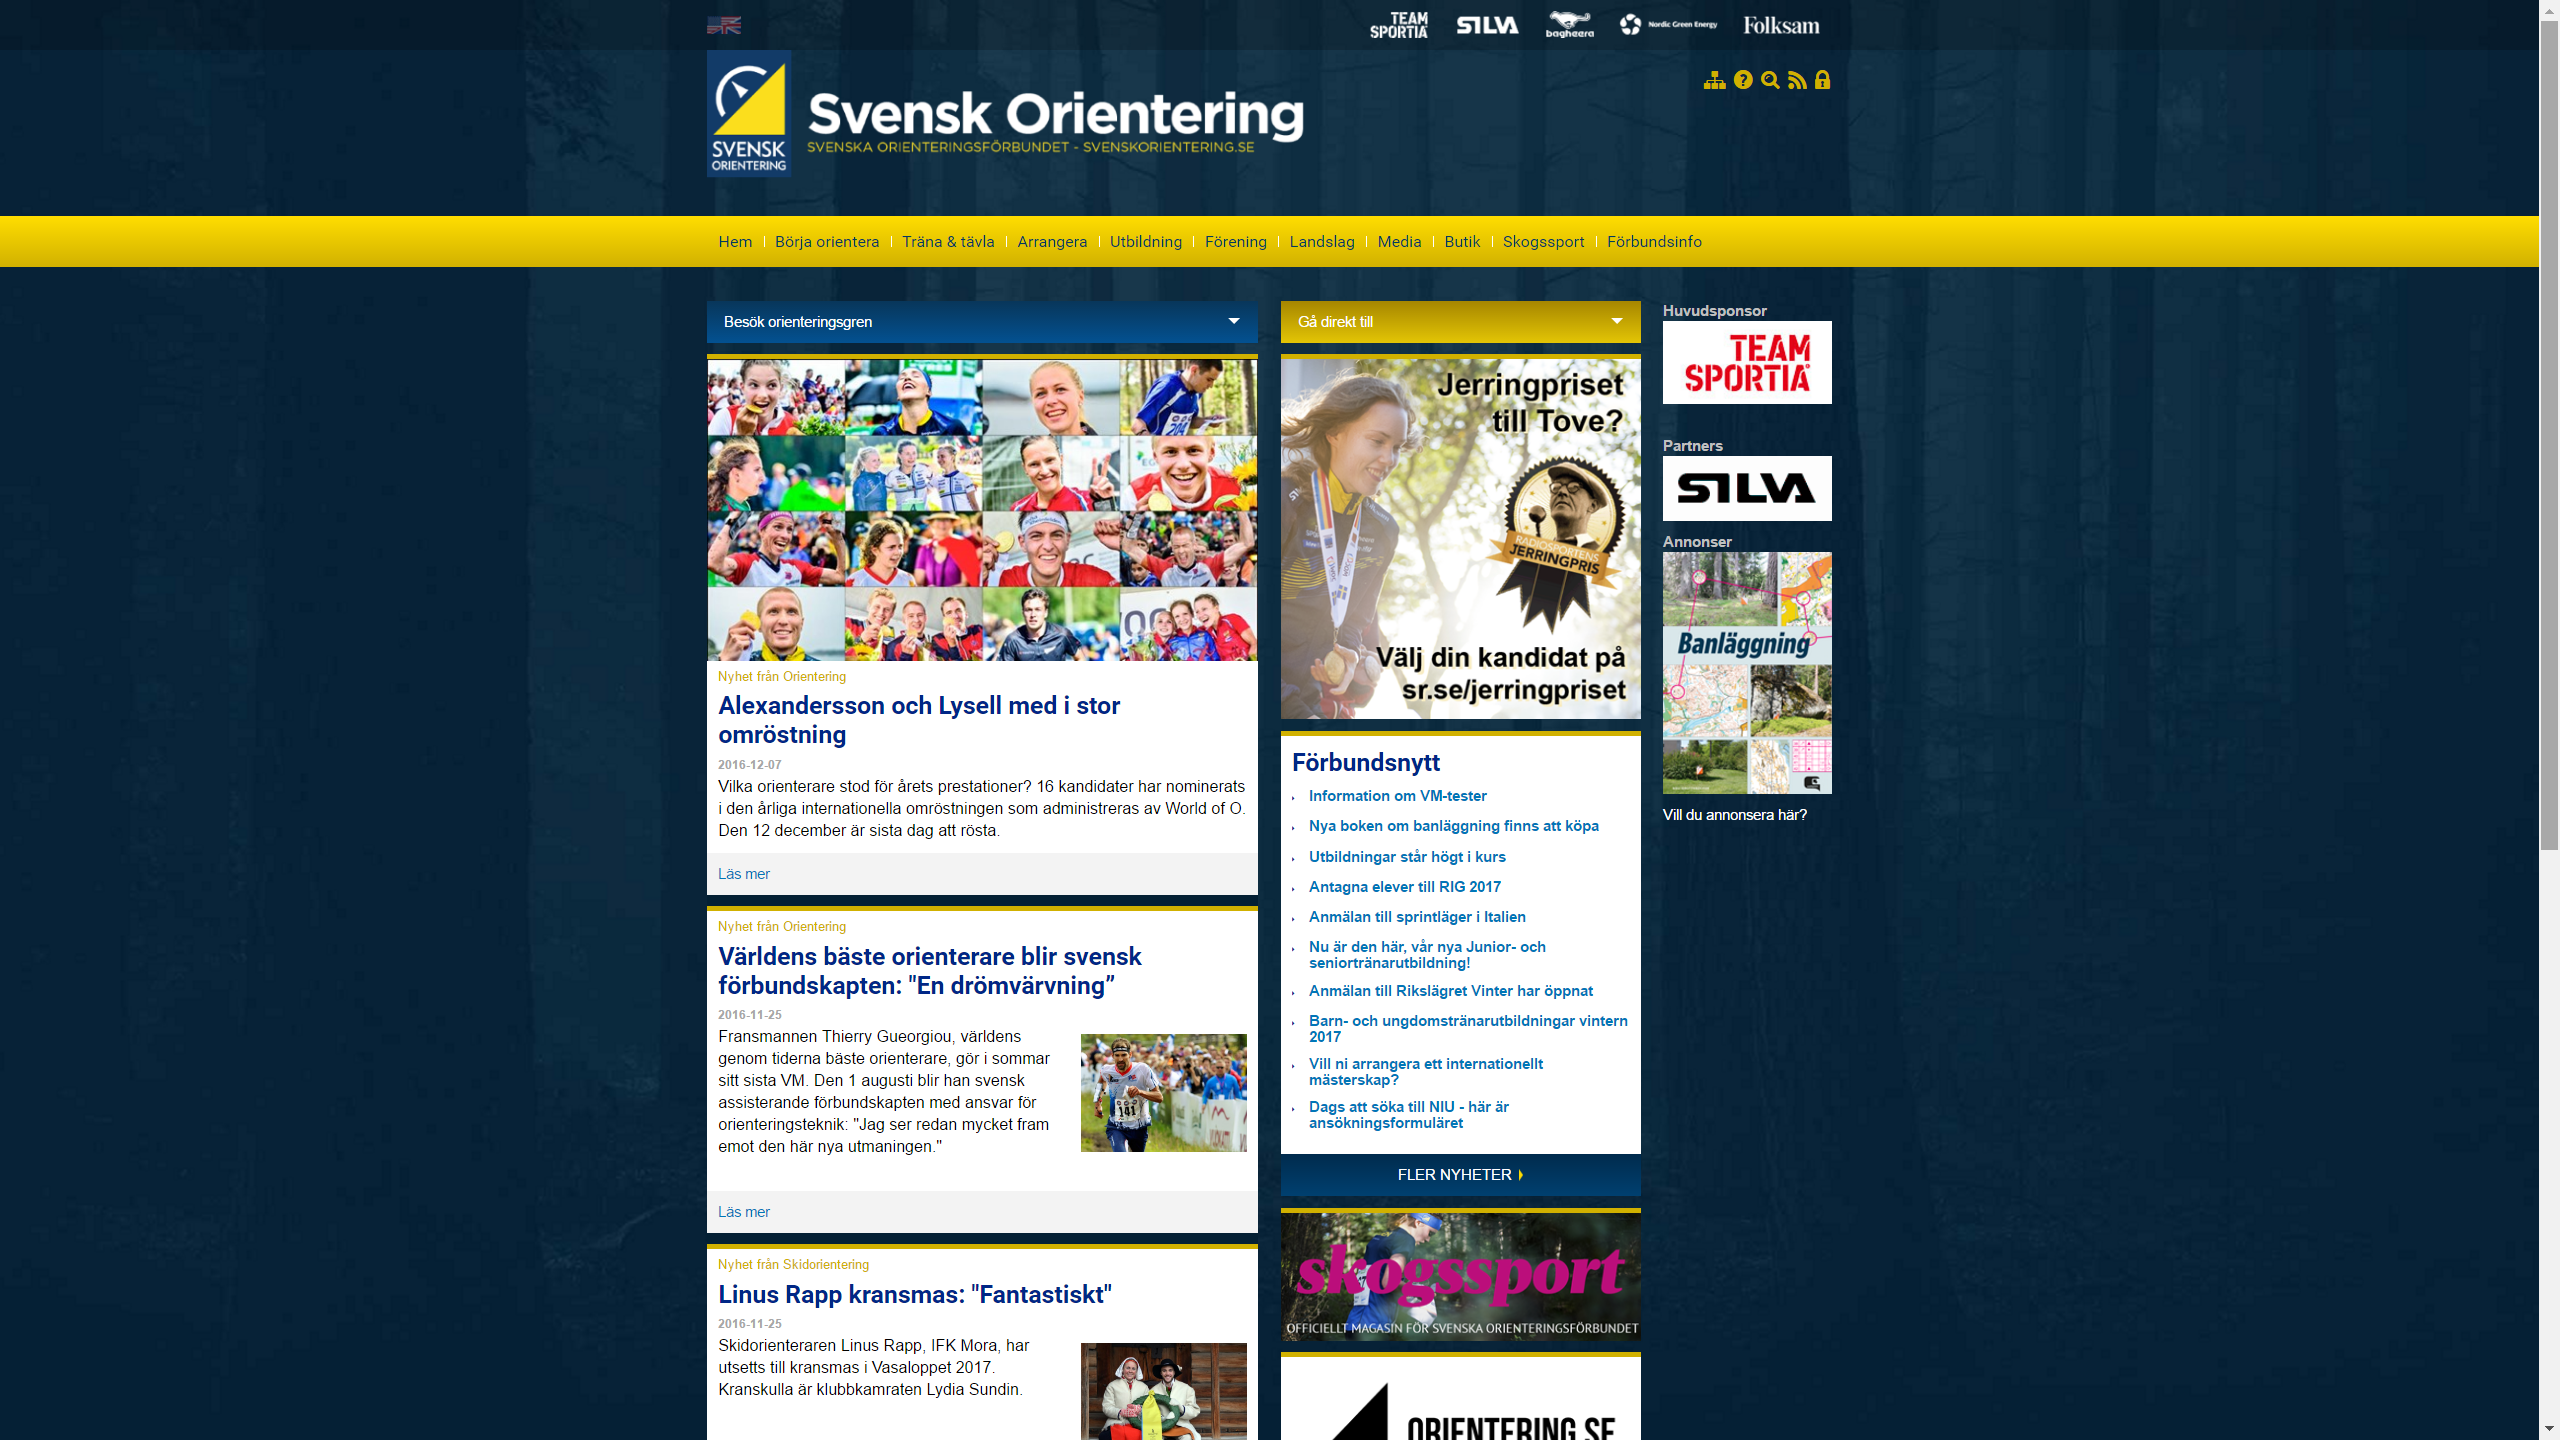 TEAM SPORTIA
SILVA
bagheera
Nordic Green Energy
Folksam
SVENSK
ORIENTERING
Svensk Orientering
SVENSKA ORIENTERINGSFÖRBUNDET - SVENSKORIENTERING.SE
Hem
Börja orientera
Träna & tävla
Arrangera
Utbildning
Förening
Landslag
Media
Butik
Skogssport
Förbundsinfo
Besök orienteringsgren
Nyhet från Orientering
Alexandersson och Lysell med i stor
omröstning
2016-12-07
Vilka orienterare stod för årets prestationer? 16 kandidater har nominerats
i den årliga internationella omröstningen som administreras av World of O.
Den 12 december är sista dag att rösta.
Läs mer
Nyhet från Orientering
Världens bäste orienterare blir svensk
förbundskapten: "En drömvärvning”
2016-11-25
Fransmannen Thierry Gueorgiou, världens
genom tiderna bäste orienterare, gör i sommar
sitt sista VM. Den 1 augusti blir han svensk
assisterande förbundskapten med ansvar för
orienteringsteknik: "Jag ser redan mycket fram
emot den här nya utmaningen."
141
Läs mer
Nyhet från Skidorientering
Linus Rapp kransmas: "Fantastiskt"
2016-11-25
Skidorienteraren Linus Rapp, IFK Mora, har
utsetts till kransmas i Vasaloppet 2017.
Kranskulla är klubbkamraten Lydia Sundin.
Gå direkt till
Jerringpriset
till Tove?
RADIOSPORTENS
JERRINGPRIS
Välj din kandidat på
sr.se/jerringpriset
Förbundsnytt
Information om VM-tester
Nya boken om banläggning finns att köpa
Utbildningar står högt i kurs
Antagna elever till RIG 2017
Anmälan till sprintläger i Italien
Nu är den här, vår nya Junior- och
seniortränarutbildning!
Anmälan till Rikslägret Vinter har öppnat
Barn- och ungdomstränarutbildningar vintern
2017
Vill ni arrangera ett internationellt
mästerskap?
Dags att söka till NIU - här är
ansökningsformuläret
FLER NYHETER
skogssport
OFFICIELLT MAGASIN FÖR SVENSKA ORIENTERINGSFÖRBUNDET
ORIENTERING.SE
Huvudsponsor
TEAM
SPORTIA
Partners
SILVA
Annonser
Banläggning
Vill du annonsera här?